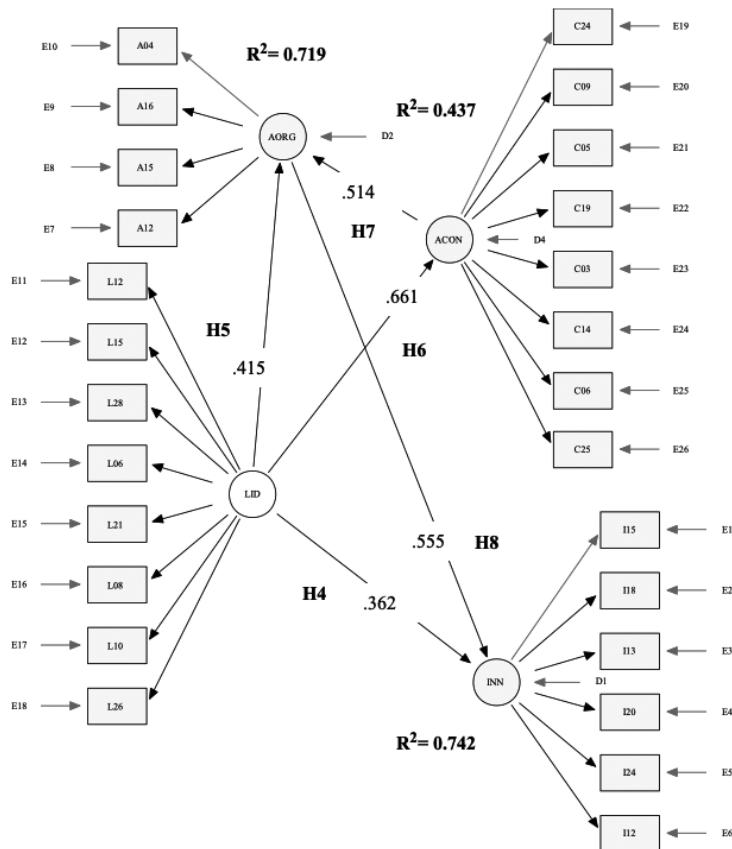 E10 A04
E9 A16
E8 A15
E7 A12
R²= 0.719
AORG
D2
R²= 0.437
C24 E19
C09 E20
C05 E21
C19 E22
C03 E23
C14 E24
C06 E25
C25 E26
ACON
D4
.514
H7
.661
H6
H5
.415
E11 L12
E12 L15
E13 L28
E14 L06
E15 L21
E16 L08
E17 L10
E18 L26
LID
.555 H8
H4
.362
INN
D1
R²= 0.742
I15 E1
I18 E2
I13 E3
I20 E4
I24 E5
I12 E6